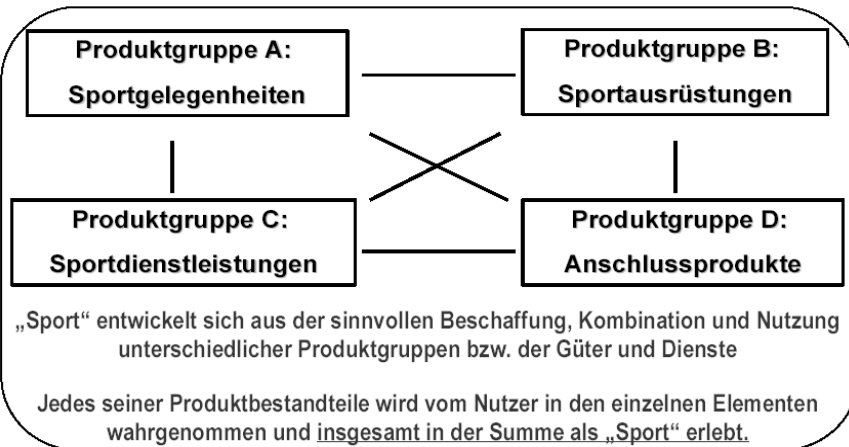 Produktgruppe A:
Sportgelegenheiten
Produktgruppe B:
Sportausrüstungen
Produktgruppe C:
Sportdienstleistungen
Produktgruppe D:
Anschlussprodukte
„Sport“ entwickelt sich aus der sinnvollen Beschaffung, Kombination und Nutzung
unterschiedlicher Produktgruppen bzw. der Güter und Dienste
Jedes seiner Produktbestandteile wird vom Nutzer in den einzelnen Elementen
wahrgenommen und insgesamt in der Summe als „Sport“ erlebt.